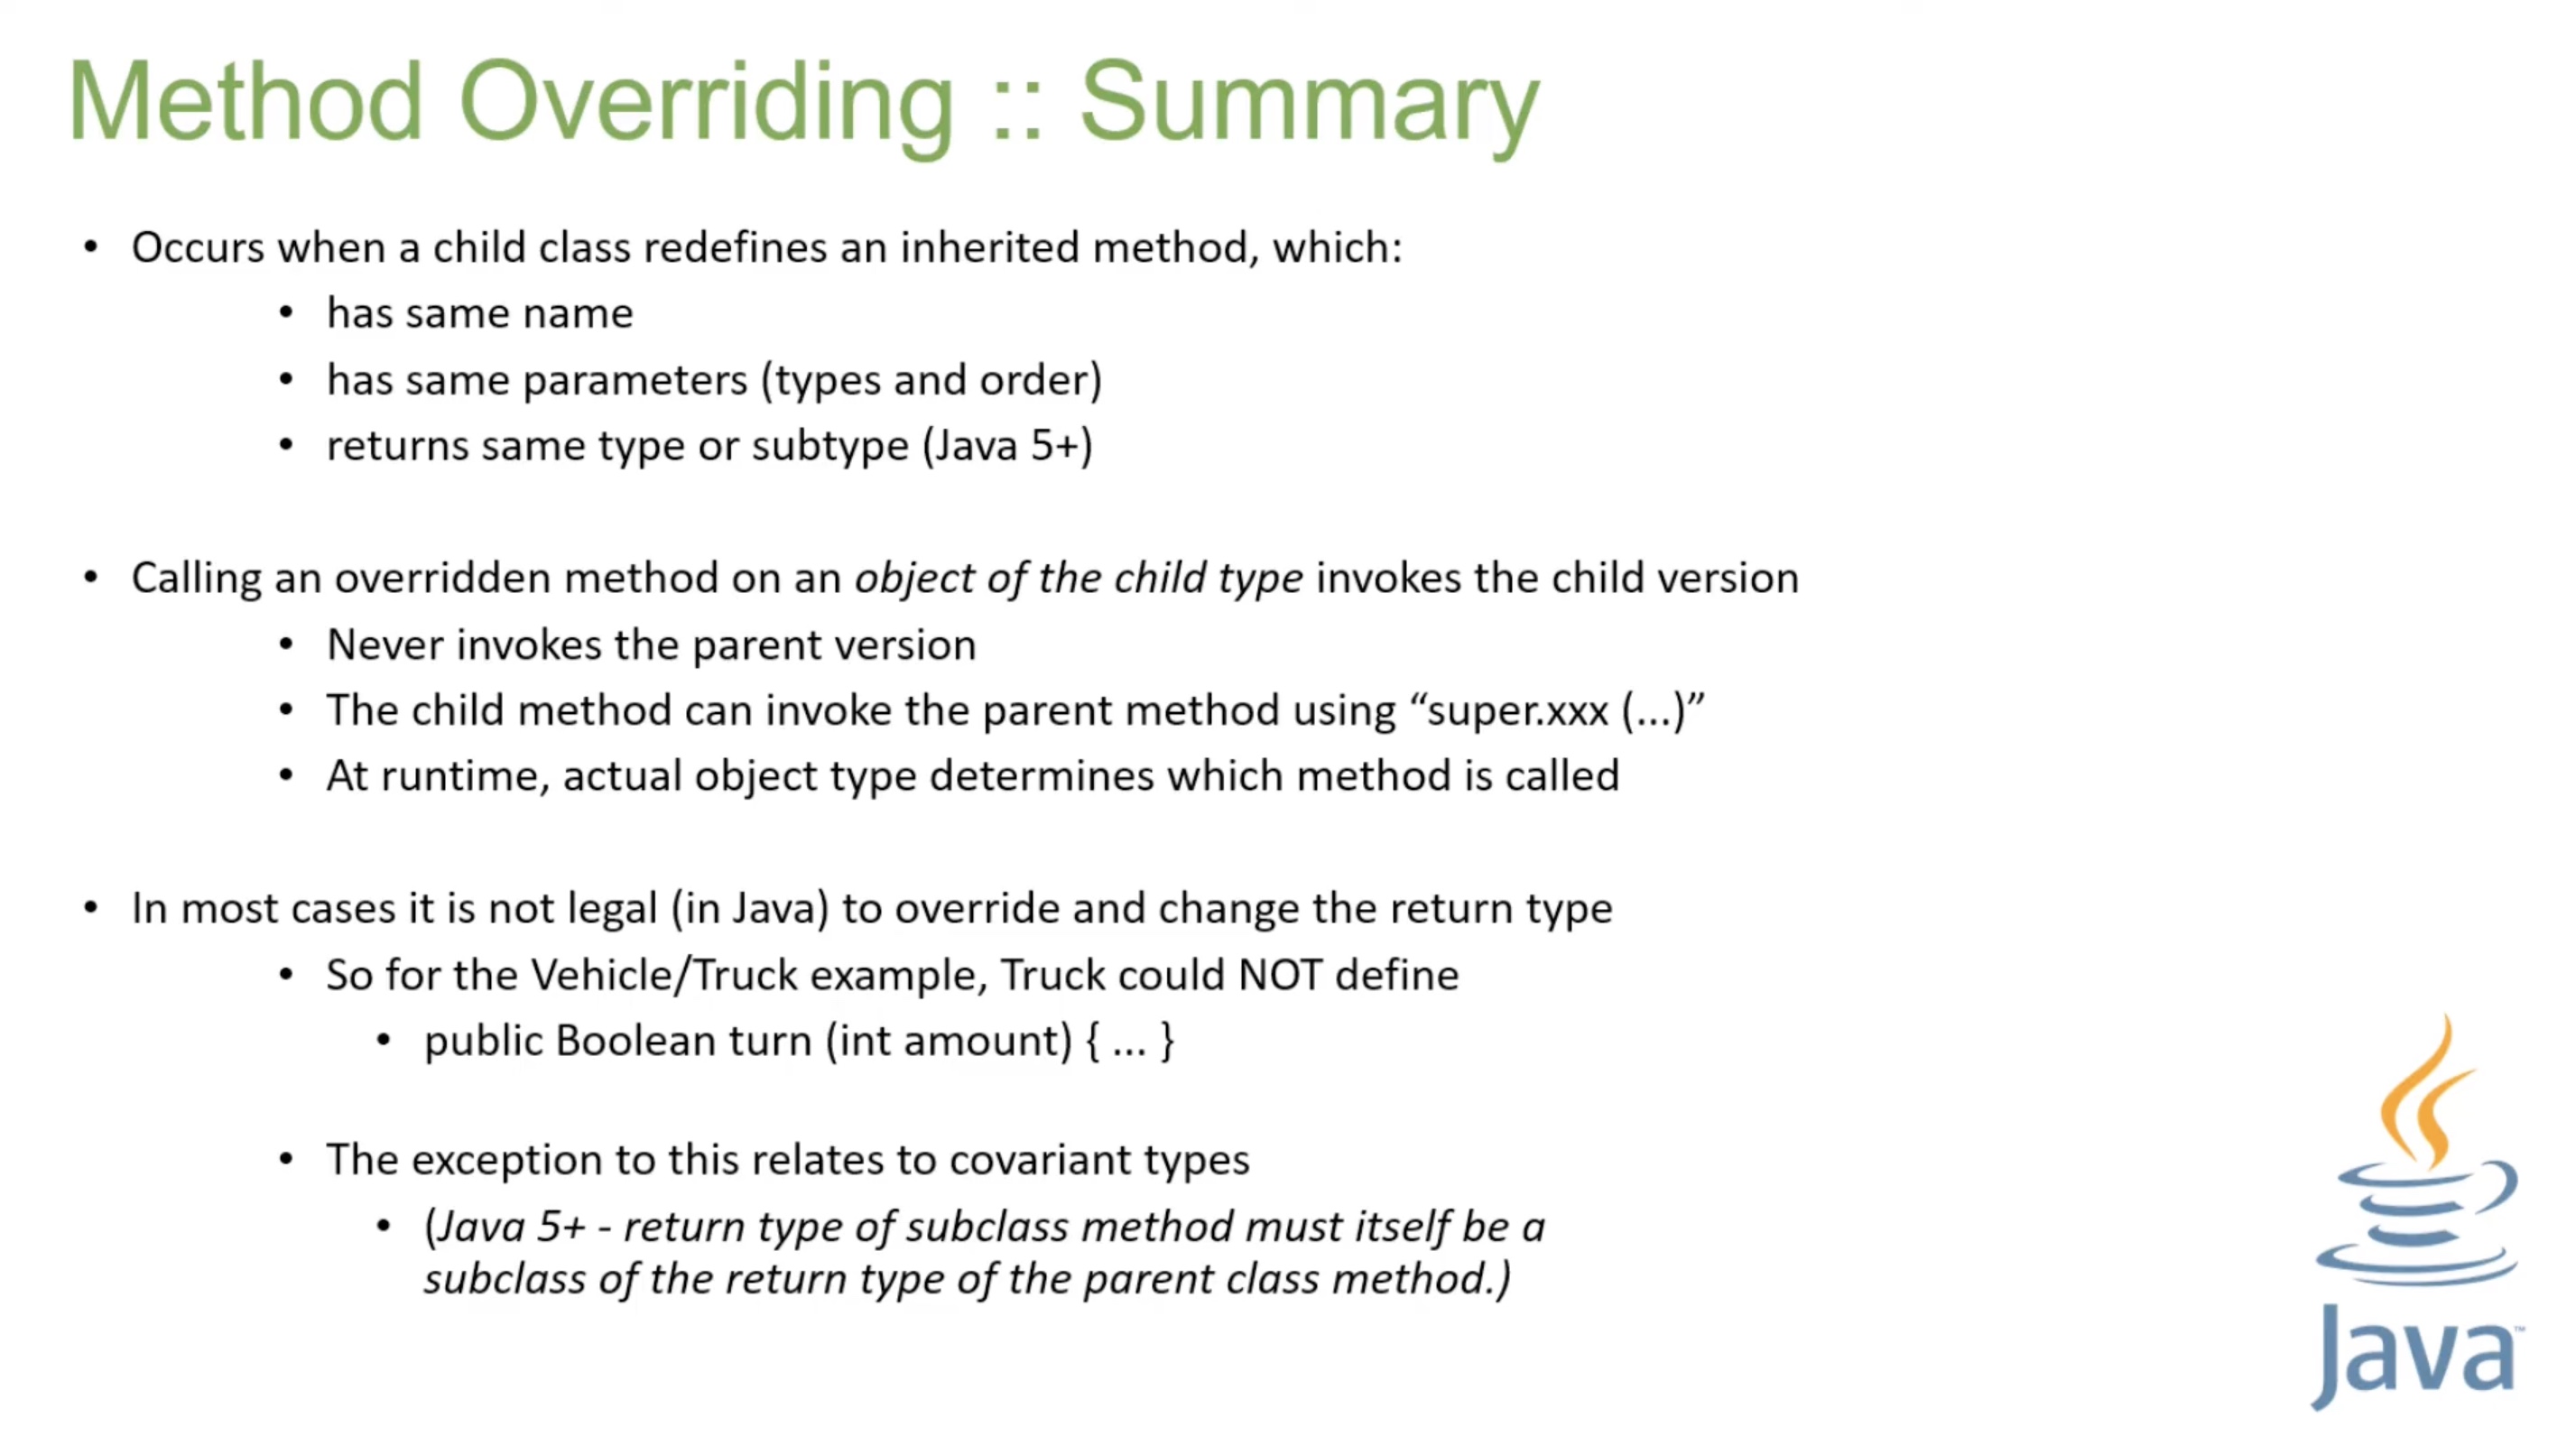 Method Overriding :: Summary
• Occurs when a child class redefines an inherited method, which:
• has same name
• has same parameters (types and order)
• returns same type or subtype (Java 5+)
• Calling an overridden method on an object of the child type invokes the child version
• Never invokes the parent version
• The child method can invoke the parent method using “super.xxx (...)”
• At runtime, actual object type determines which method is called
• In most cases it is not legal (in Java) to override and change the return type
• So for the Vehicle/Truck example, Truck could NOT define
• public Boolean turn (int amount) { ... }
• The exception to this relates to covariant types
• (Java 5+ - return type of subclass method must itself be a
subclass of the return type of the parent class method.)
Java™